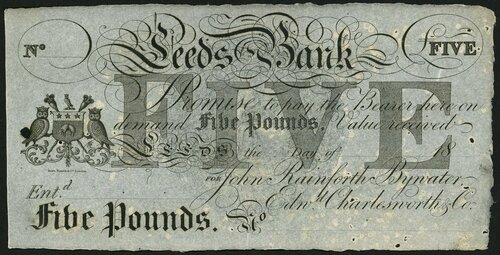 No Leeds Bank FIVE
FIVE
I Promise to pay the Bearer here on
demand Five Pounds, Value received
LEEDS the Day of 18
FOR John Rainforth Bywater,
Edwd Charlesworth & Co.
Entd
Five Pounds. No